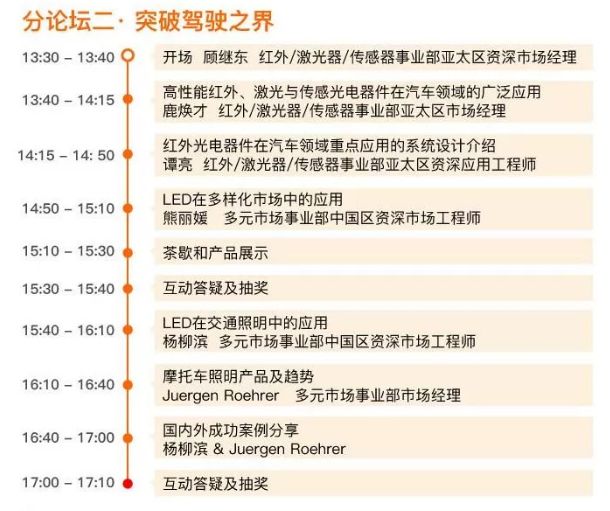 分论坛二·突破驾驶之界
13:30 - 13:40 开场 顾继东 红外/激光器/传感器事业部亚太区资深市场经理
13:40 - 14:15 高性能红外、激光与传感光电器件在汽车领域的广泛应用
鹿焕才 红外/激光器/传感器事业部亚太区市场经理
14:15 - 14: 50 红外光电器件在汽车领域重点应用的系统设计介绍
谭亮 红外/激光器/传感器事业部亚太区资深应用工程师
14:50 - 15:10 LED在多样化市场中的应用
熊丽媛 多元市场事业部中国区资深市场工程师
15:10 - 15:30 茶歇和产品展示
15:30 - 15:40 互动答疑及抽奖
15:40 - 16:10 LED在交通照明中的应用
杨柳滨 多元市场事业部中国区资深市场工程师
16:10 - 16:40 摩托车照明产品及趋势
Juergen Roehrer 多元市场事业部市场经理
16:40 - 17:00 国内外成功案例分享
杨柳滨 & Juergen Roehrer
17:00 - 17:10 互动答疑及抽奖